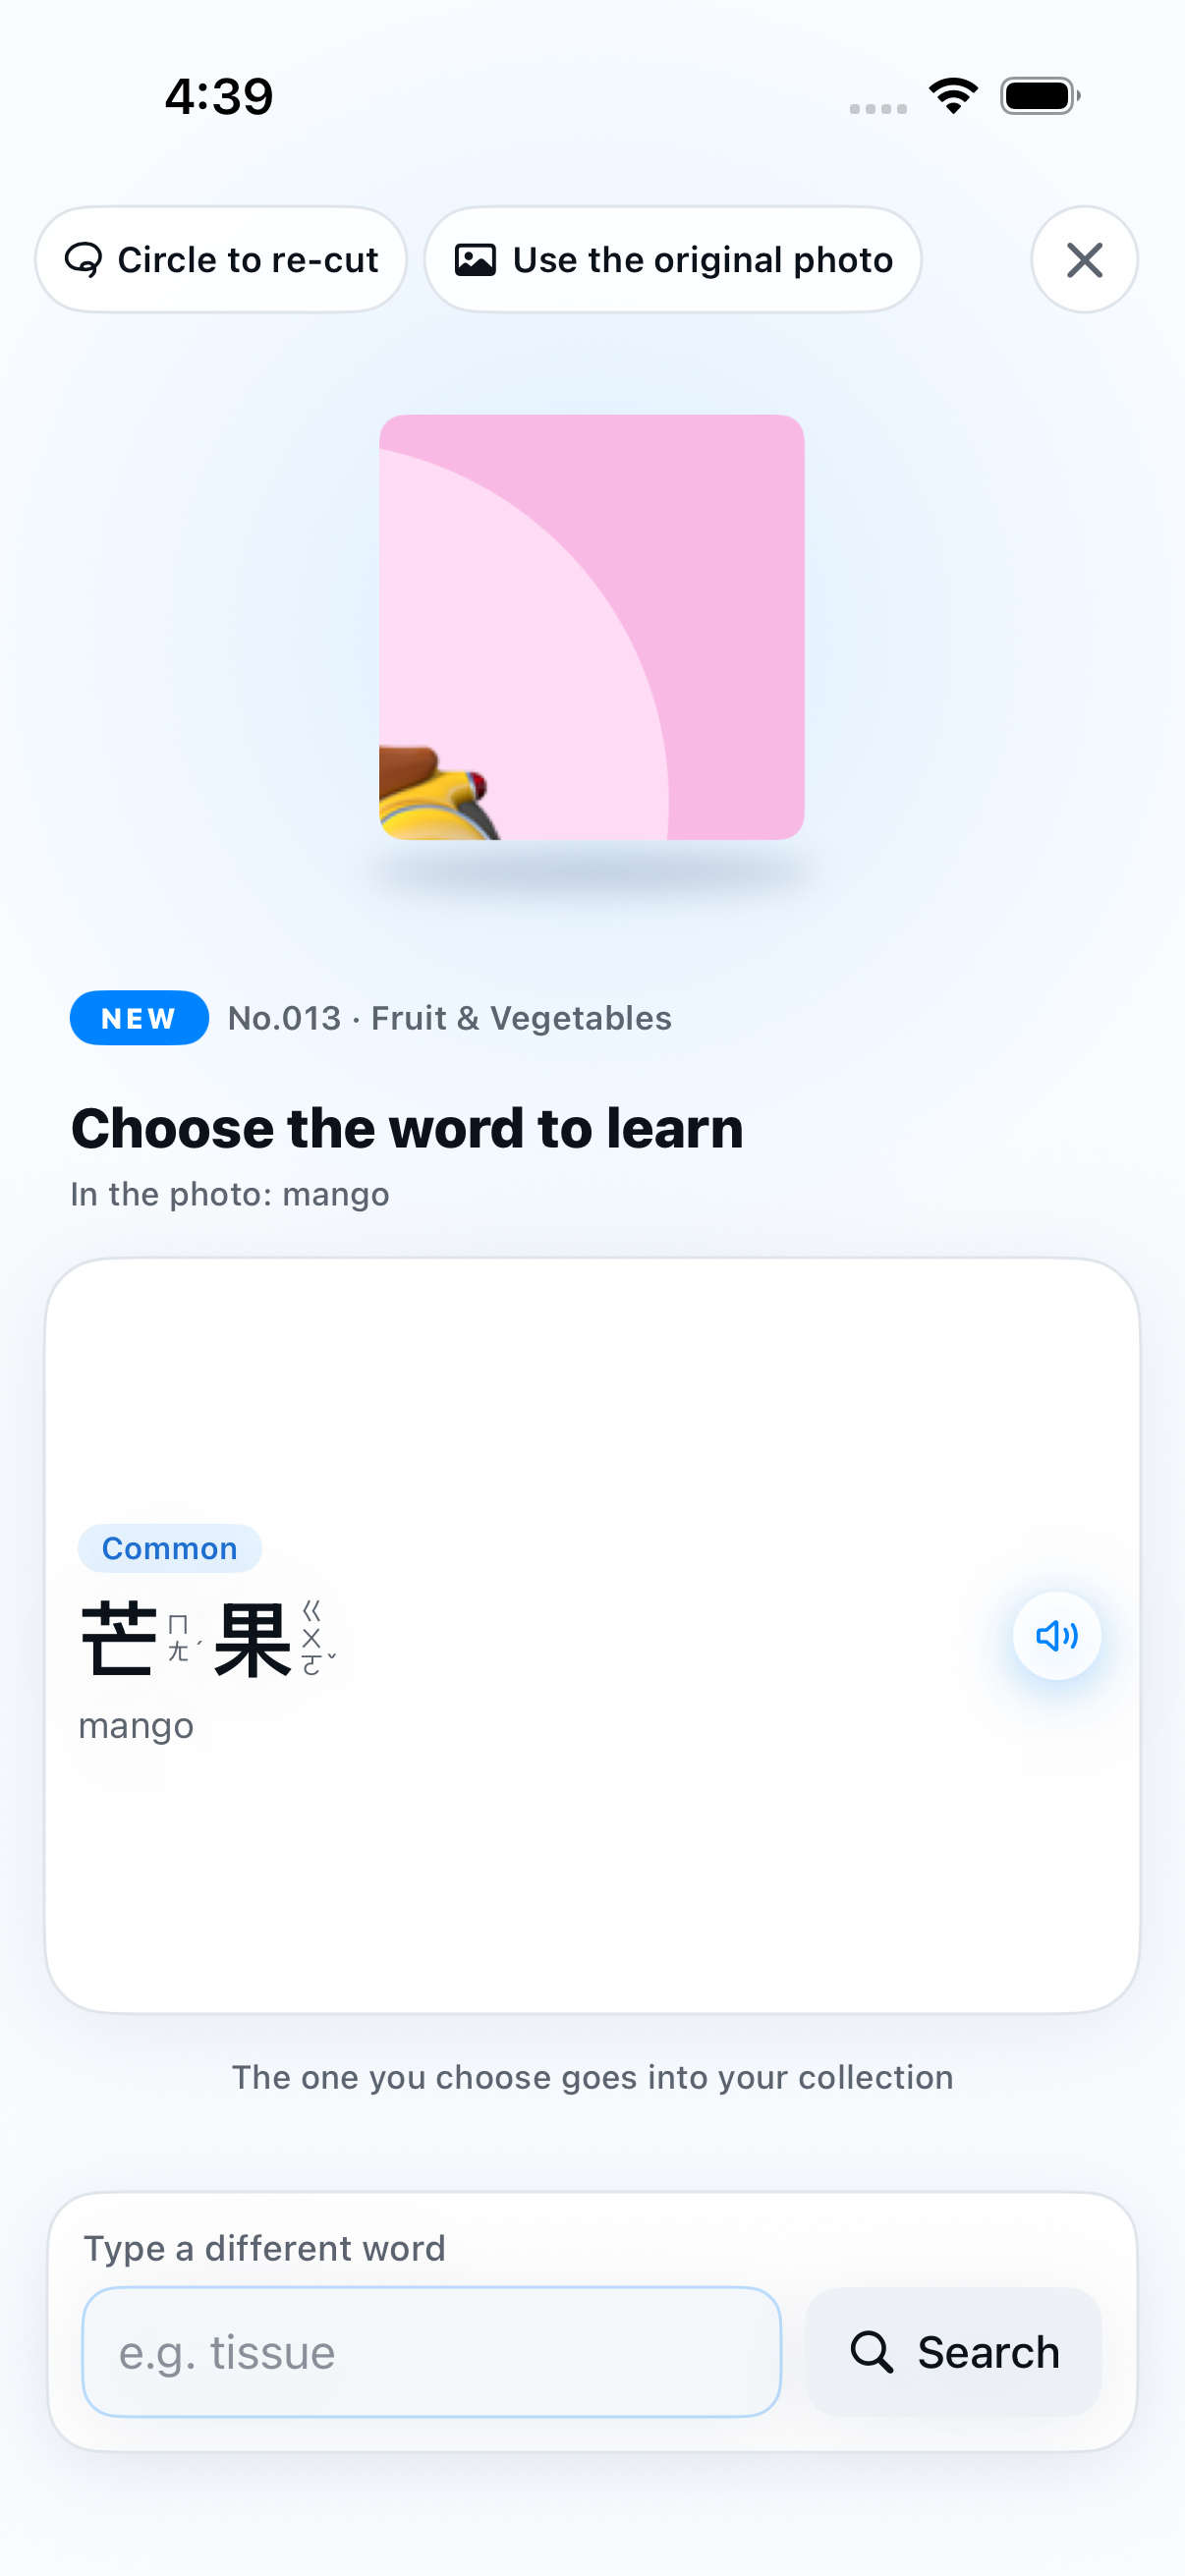 4:39
Circle to re-cut
Use the original photo
NEW
No.013 · Fruit & Vegetables
Choose the word to learn
In the photo: mango
Common
芒ㄇㄤˊ果ㄍㄨㄛˇ
mango
The one you choose goes into your collection
Type a different word
e.g. tissue
Search